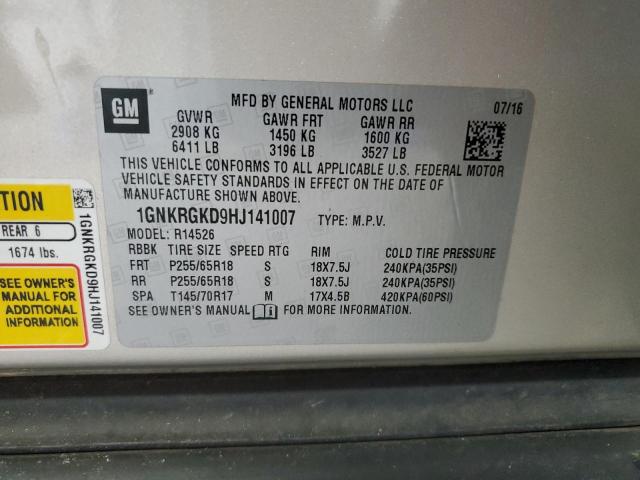 GM
MFD BY GENERAL MOTORS LLC 07/16
GVWR GAWR FRT GAWR RR
2908 KG 1450 KG 1600 KG
6411 LB 3196 LB 3527 LB
THIS VEHICLE CONFORMS TO ALL APPLICABLE U.S. FEDERAL MOTOR
VEHICLE SAFETY STANDARDS IN EFFECT ON THE DATE OF
MANUFACTURE SHOWN ABOVE.
1GNKRGKD9HJ141007 TYPE: M.P.V.
MODEL: R14526
RBBK TIRE SIZE SPEED RTG RIM COLD TIRE PRESSURE
FRT P255/65R18 S 18X7.5J 240KPA(35PSI)
RR P255/65R18 S 18X7.5J 240KPA(35PSI)
SPA T145/70R17 M 17X4.5B 420KPA(60PSI)
SEE OWNER'S MANUAL i FOR MORE INFORMATION.
TION
REAR 6
1674 lbs.
SEE OWNER'S
MANUAL FOR
ADDITIONAL
INFORMATION
1GNKRGKD9HJ141007